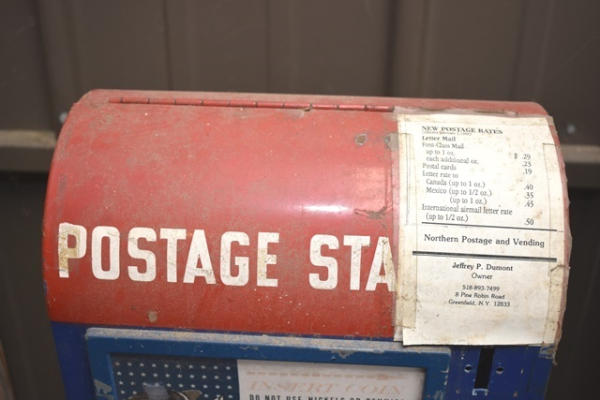 POSTAGE STA
NEW POSTAGE RATES
Letter Mail
First-Class Mail
up to 1 oz. $ .29
each additional oz. .23
Postal cards .19
Letter rate to
Canada (up to 1 oz.) .40
Mexico (up to 1/2 oz.) .35
(up to 1 oz.) .45
International airmail letter rate
(up to 1/2 oz.) .50
Northern Postage and Vending
Jeffrey P. Dumont
Owner
518-893-7499
8 Pine Robin Road
Greenfield, N.Y. 12833
INSERT COIN
DO NOT USE NICKELS OR